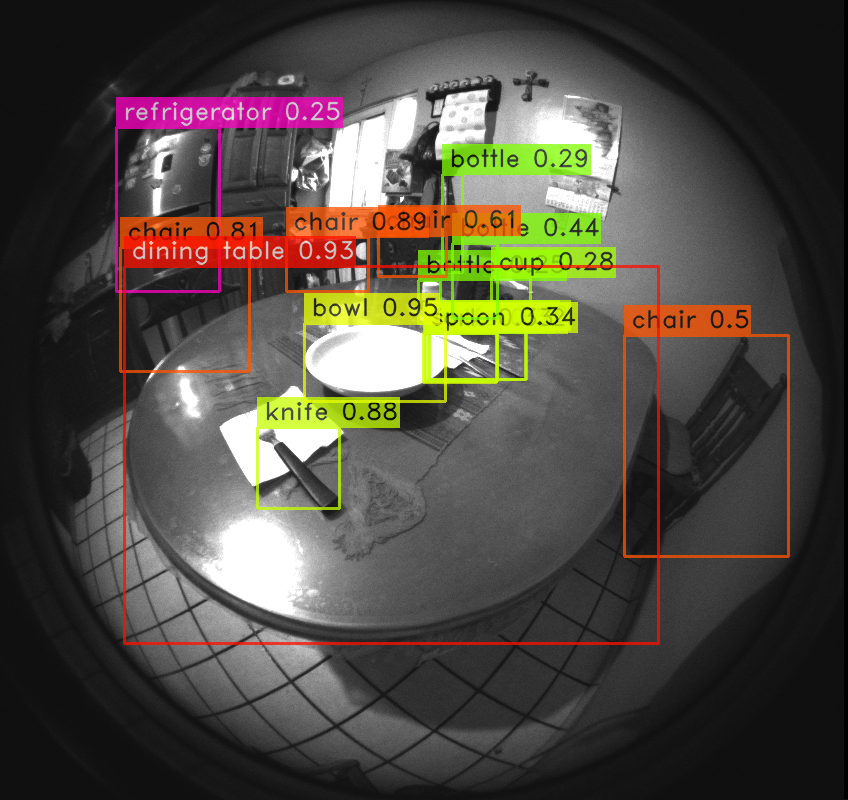 refrigerator 0.25
bottle 0.29
chair 0.81
chair 0.89
ir 0.61
0.44
dining table 0.93
cup 0.28
bowl 0.95
spoon 0.34
chair 0.5
knife 0.88